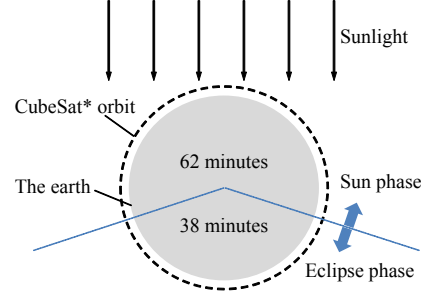 Sunlight
CubeSat* orbit
62 minutes
The earth
Sun phase
38 minutes
Eclipse phase